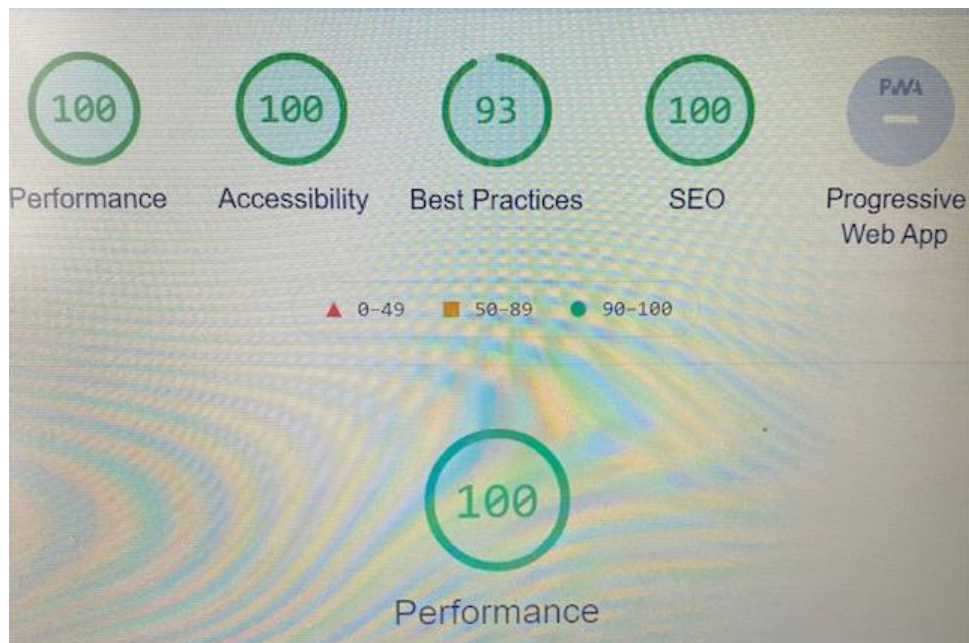 100 100 93 100 PWA
Performance Accessibility Best Practices SEO Progressive
Web App
0–49 50–89 90–100
100
Performance